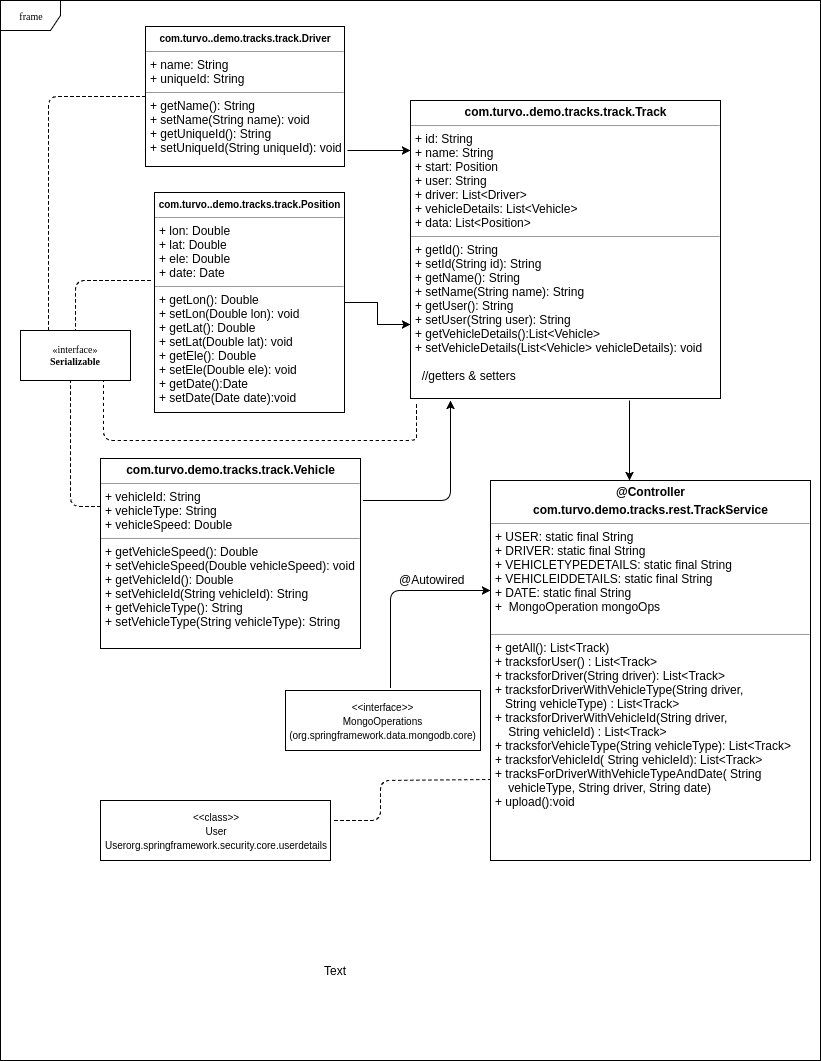 frame
com.turvo..demo.tracks.track.Driver
+ name: String
+ uniqueId: String
+ getName(): String
+ setName(String name): void
+ getUniqueId(): String
+ setUniqueId(String uniqueId): void
com.turvo..demo.tracks.track.Track
+ id: String
+ name: String
+ start: Position
+ user: String
+ driver: List<Driver>
+ vehicleDetails: List<Vehicle>
+ data: List<Position>
+ getId(): String
+ setId(String id): String
+ getName(): String
+ setName(String name): String
+ getUser(): String
+ setUser(String user): String
+ getVehicleDetails():List<Vehicle>
+ setVehicleDetails(List<Vehicle> vehicleDetails): void
//getters & setters
com.turvo..demo.tracks.track.Position
+ lon: Double
+ lat: Double
+ ele: Double
+ date: Date
+ getLon(): Double
+ setLon(Double lon): void
+ getLat(): Double
+ setLat(Double lat): void
+ getEle(): Double
+ setEle(Double ele): void
+ getDate():Date
+ setDate(Date date):void
«interface»
Serializable
com.turvo.demo.tracks.track.Vehicle
+ vehicleId: String
+ vehicleType: String
+ vehicleSpeed: Double
+ getVehicleSpeed(): Double
+ setVehicleSpeed(Double vehicleSpeed): void
+ getVehicleId(): Double
+ setVehicleId(String vehicleId): String
+ getVehicleType(): String
+ setVehicleType(String vehicleType): String
@Controller
com.turvo.demo.tracks.rest.TrackService
+ USER: static final String
+ DRIVER: static final String
+ VEHICLETYPEDETAILS: static final String
+ VEHICLEIDDETAILS: static final String
+ DATE: static final String
+ MongoOperation mongoOps
+ getAll(): List<Track)
+ tracksforUser() : List<Track>
+ tracksforDriver(String driver): List<Track>
+ tracksforDriverWithVehicleType(String driver,
String vehicleType) : List<Track>
+ tracksforDriverWithVehicleId(String driver,
String vehicleId) : List<Track>
+ tracksforVehicleType(String vehicleType): List<Track>
+ tracksforVehicleId( String vehicleId): List<Track>
+ tracksForDriverWithVehicleTypeAndDate( String
vehicleType, String driver, String date)
+ upload():void
@Autowired
<<interface>>
MongoOperations
(org.springframework.data.mongodb.core)
<<class>>
User
Userorg.springframework.security.core.userdetails
Text